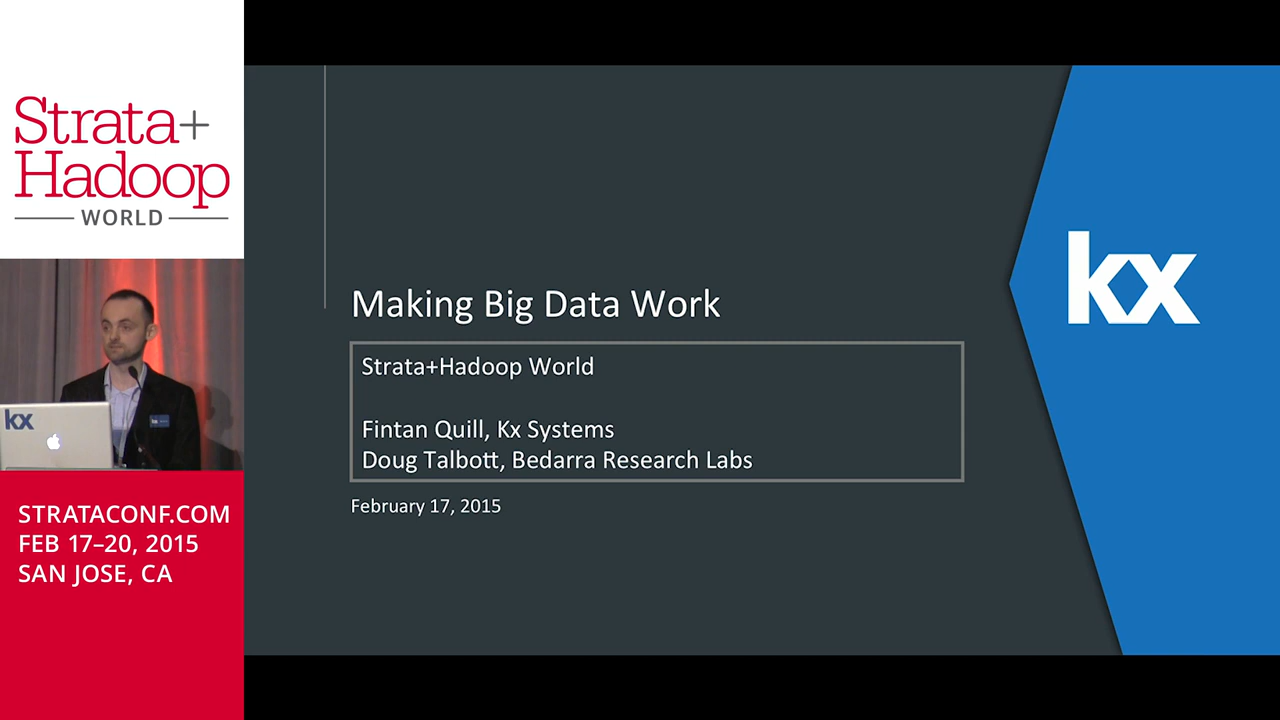 Strata+
Hadoop
WORLD
kx
STRATACONF.COM
FEB 17–20, 2015
SAN JOSE, CA
Making Big Data Work
Strata+Hadoop World
Fintan Quill, Kx Systems
Doug Talbott, Bedarra Research Labs
February 17, 2015
kx